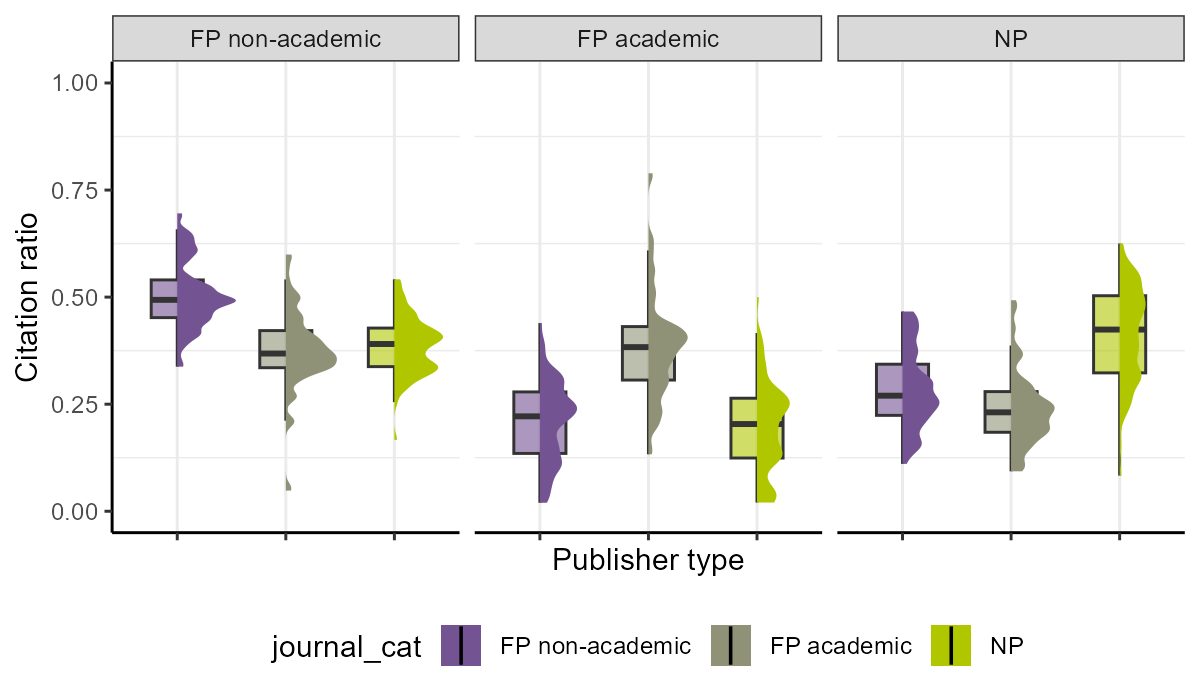 FP non-academic FP academic NP
1.00
0.75
0.50
0.25
0.00
Citation ratio
Publisher type
journal_cat FP non-academic FP academic NP